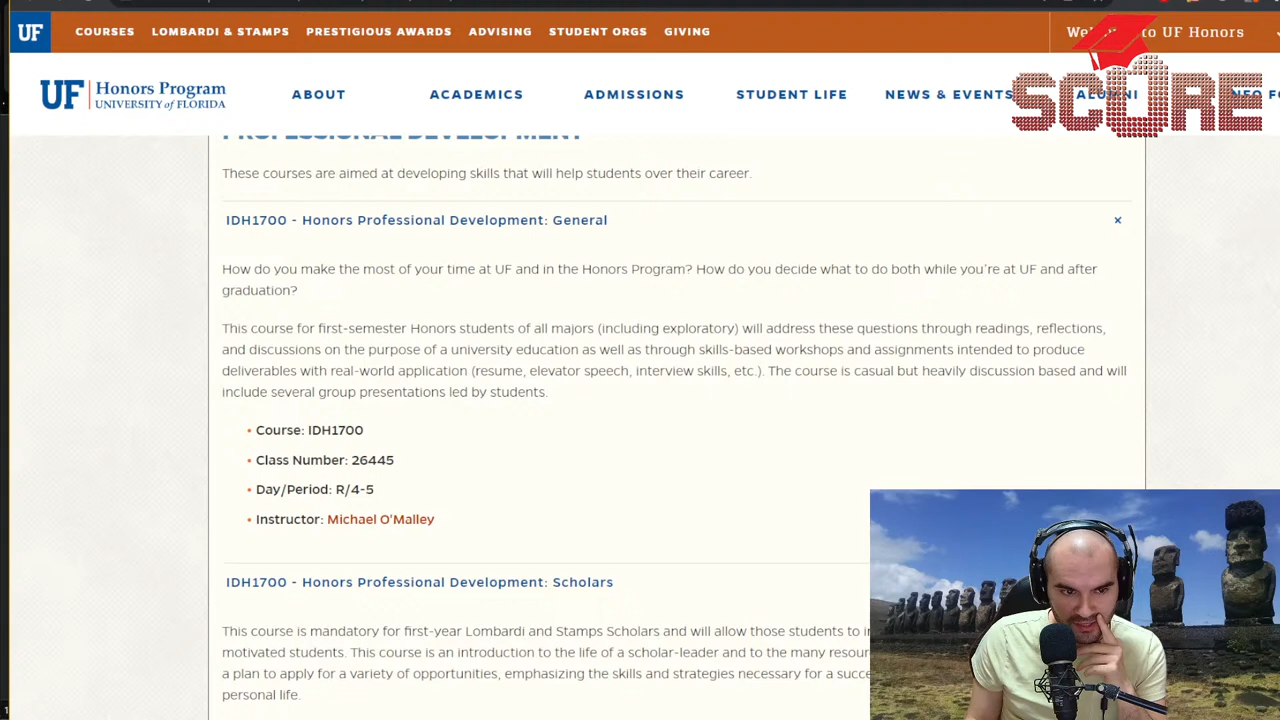 UF
COURSES LOMBARDI & STAMPS PRESTIGIOUS AWARDS ADVISING STUDENT ORGS GIVING
to UF Honors
UF Honors Program
UNIVERSITY of FLORIDA
ABOUT ACADEMICS ADMISSIONS STUDENT LIFE NEWS & EVENTS ALUMNI
SCORE
PROFESSIONAL DEVELOPMENT
These courses are aimed at developing skills that will help students over their career.
IDH1700 - Honors Professional Development: General ×
How do you make the most of your time at UF and in the Honors Program? How do you decide what to do both while you're at UF and after
graduation?
This course for first-semester Honors students of all majors (including exploratory) will address these questions through readings, reflections,
and discussions on the purpose of a university education as well as through skills-based workshops and assignments intended to produce
deliverables with real-world application (resume, elevator speech, interview skills, etc.). The course is casual but heavily discussion based and will
include several group presentations led by students.
• Course: IDH1700
• Class Number: 26445
• Day/Period: R/4-5
• Instructor: Michael O'Malley
IDH1700 - Honors Professional Development: Scholars
This course is mandatory for first-year Lombardi and Stamps Scholars and will allow those students to
motivated students. This course is an introduction to the life of a scholar-leader and to the many
a plan to apply for a variety of opportunities, emphasizing the skills and strategies necessary for a
personal life.